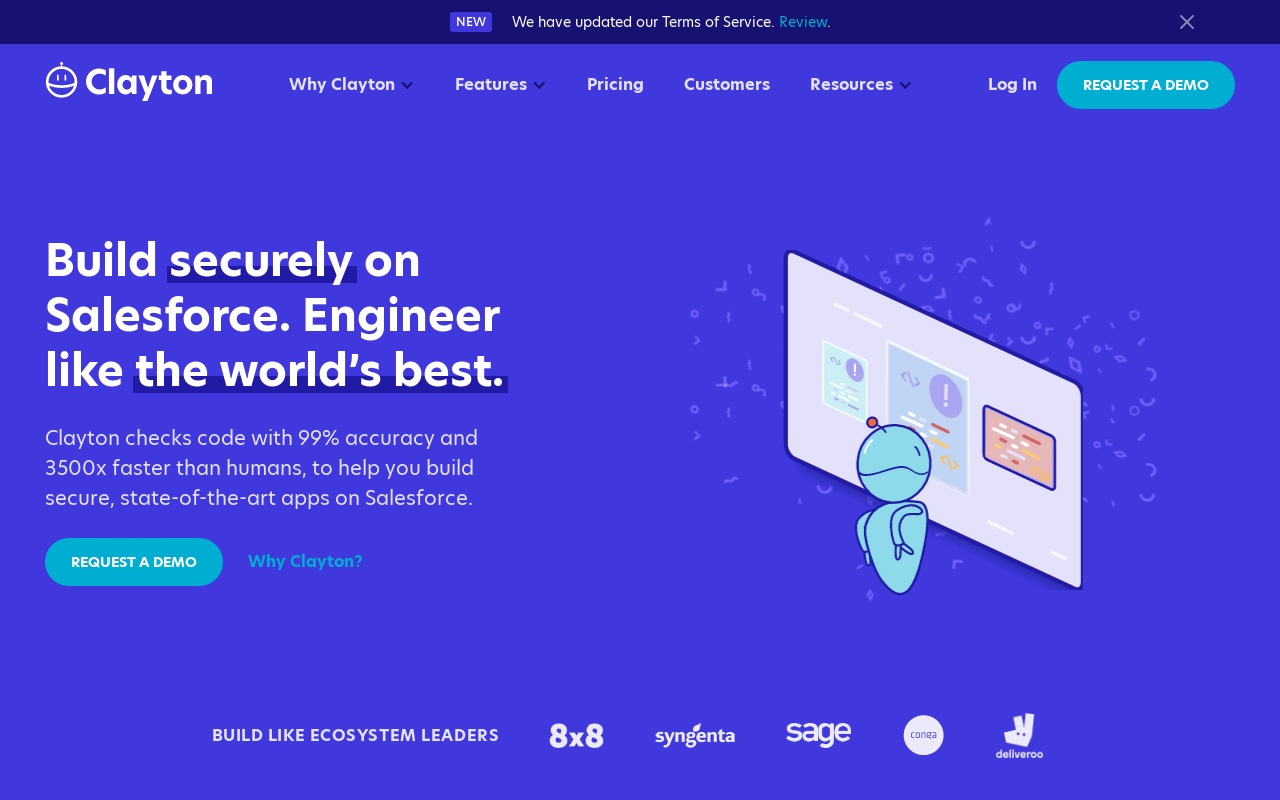 NEW We have updated our Terms of Service. Review.
Clayton Why Clayton Features Pricing Customers Resources Log In REQUEST A DEMO
Build securely on
Salesforce. Engineer
like the world's best.
Clayton checks code with 99% accuracy and
3500x faster than humans, to help you build
secure, state-of-the-art apps on Salesforce.
REQUEST A DEMO Why Clayton?
BUILD LIKE ECOSYSTEM LEADERS 8x8 syngenta sage conga deliveroo